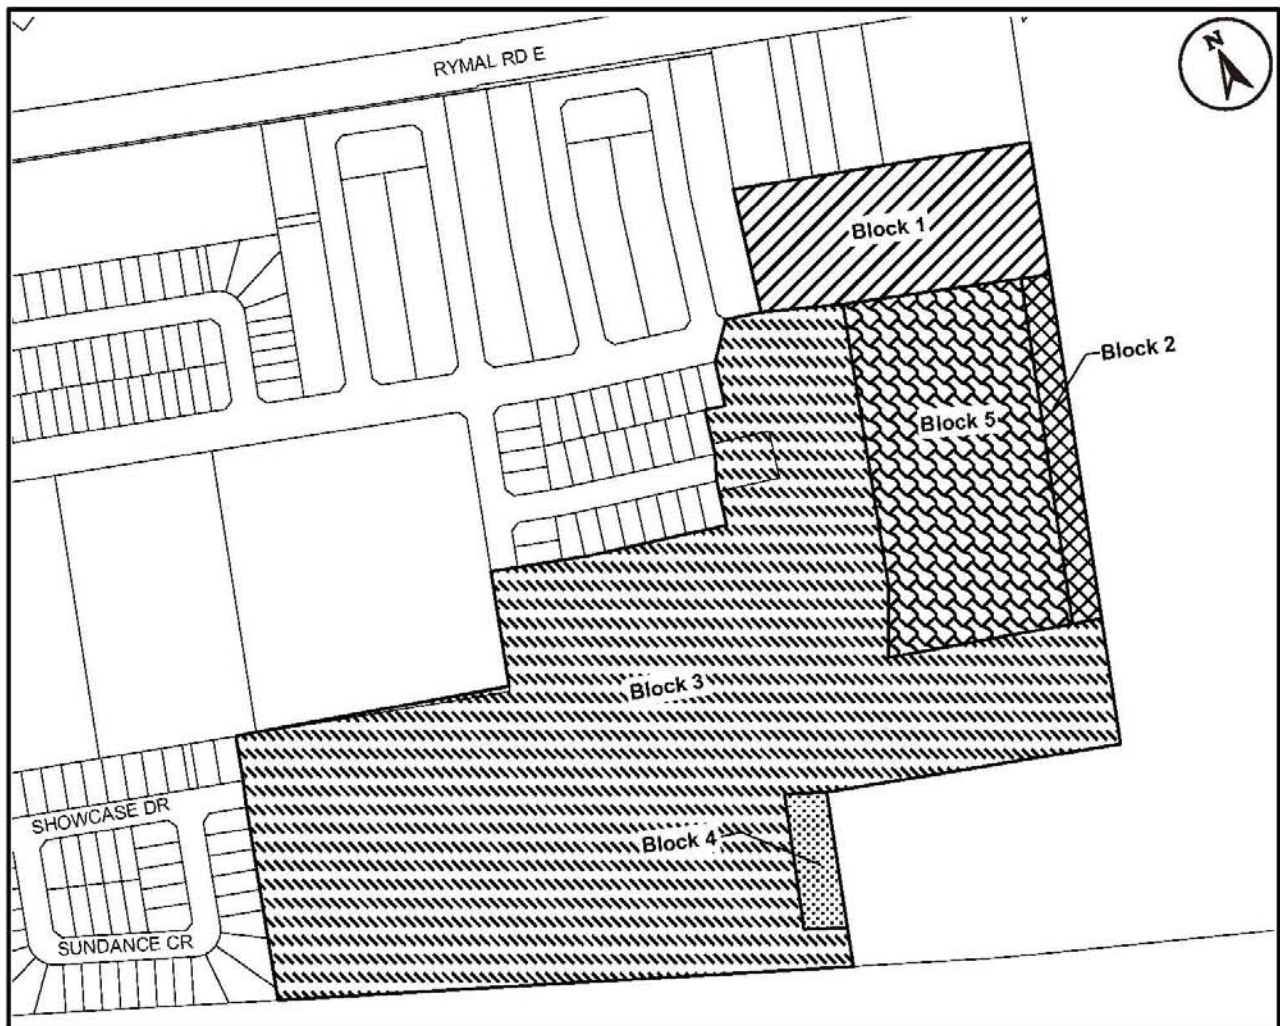 RYMAL RD E
N
Block 1
Block 2
Block 5
Block 3
SHOWCASE DR
Block 4
SUNDANCE CR